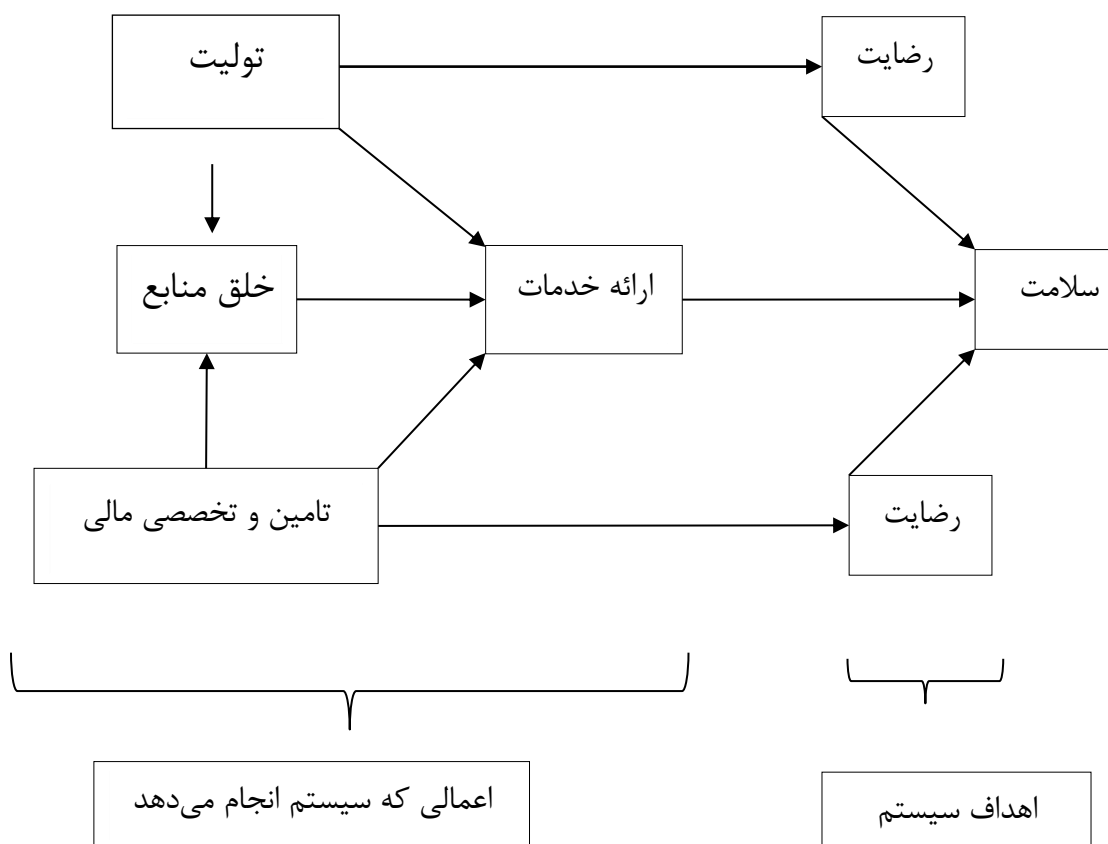 تولیت
رضایت
خلق منابع
ارائه خدمات
سلامت
تامین و تخصصی مالی
رضایت
اعمالی که سیستم انجام می‌دهد
اهداف سیستم